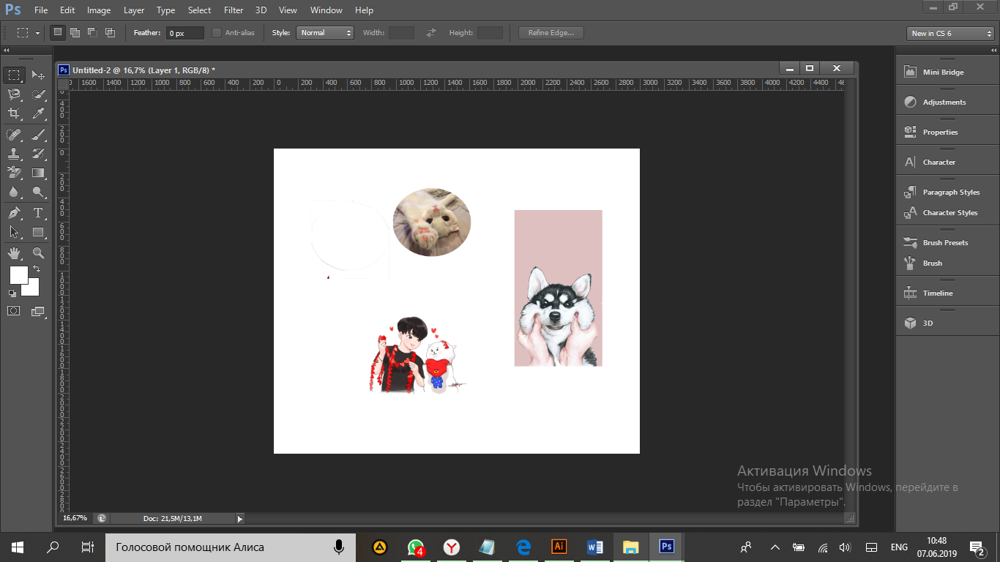 Ps File Edit Image Layer Type Select Filter 3D View Window Help
Feather: 0 px Anti-alias Style: Normal Width: Height: Refine Edge... New in CS 6
Ps Untitled-2 @ 16,7% (Layer 1, RGB/8) *
1600 1400 1200 1000 800 600 400 200 0 200 400 600 800 1000 1200 1400 1600 1800 2000 2200 2400 2600 2800 3000 3200 3400 3600 3800 4000 4200 4400
Mini Bridge
Adjustments
Properties
Character
Paragraph Styles
Character Styles
Brush Presets
Brush
Timeline
3D
Активация Windows
Чтобы активировать Windows, перейдите в
раздел "Параметры".
16,67% Doc: 21,5M/13,1M
Голосовой помощник Алиса 4 Ai Ps ENG 10:48
07.06.2019 2